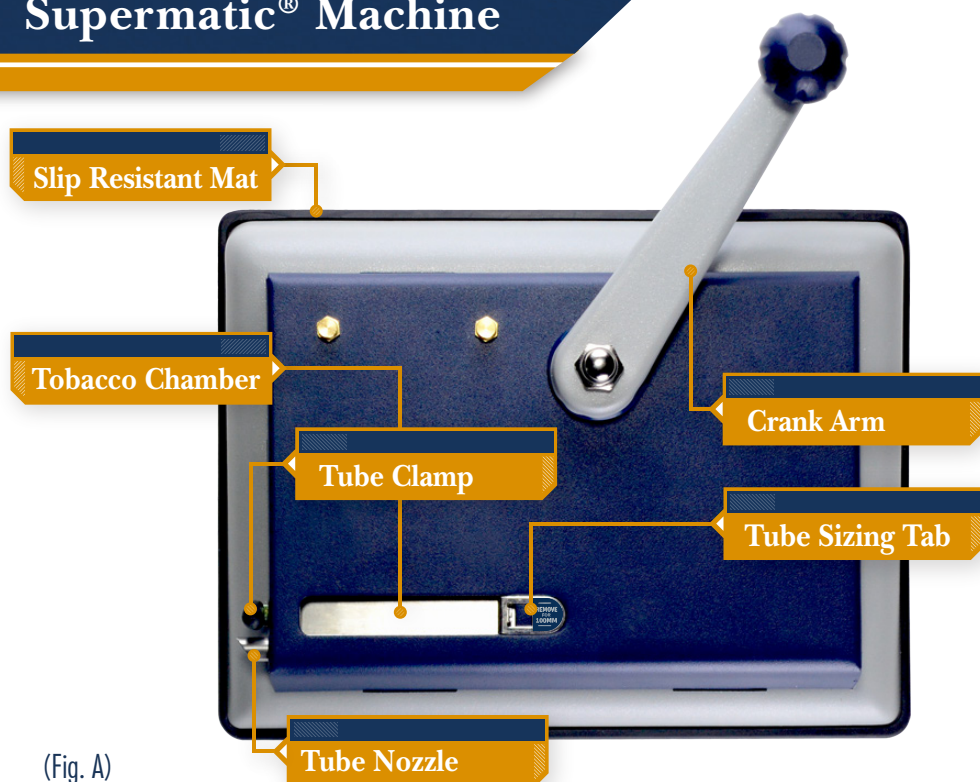 Supermatic® Machine
Slip Resistant Mat
Tobacco Chamber
Crank Arm
Tube Clamp
Tube Sizing Tab
REMOVE
FOR
100MM
Tube Nozzle
(Fig. A)